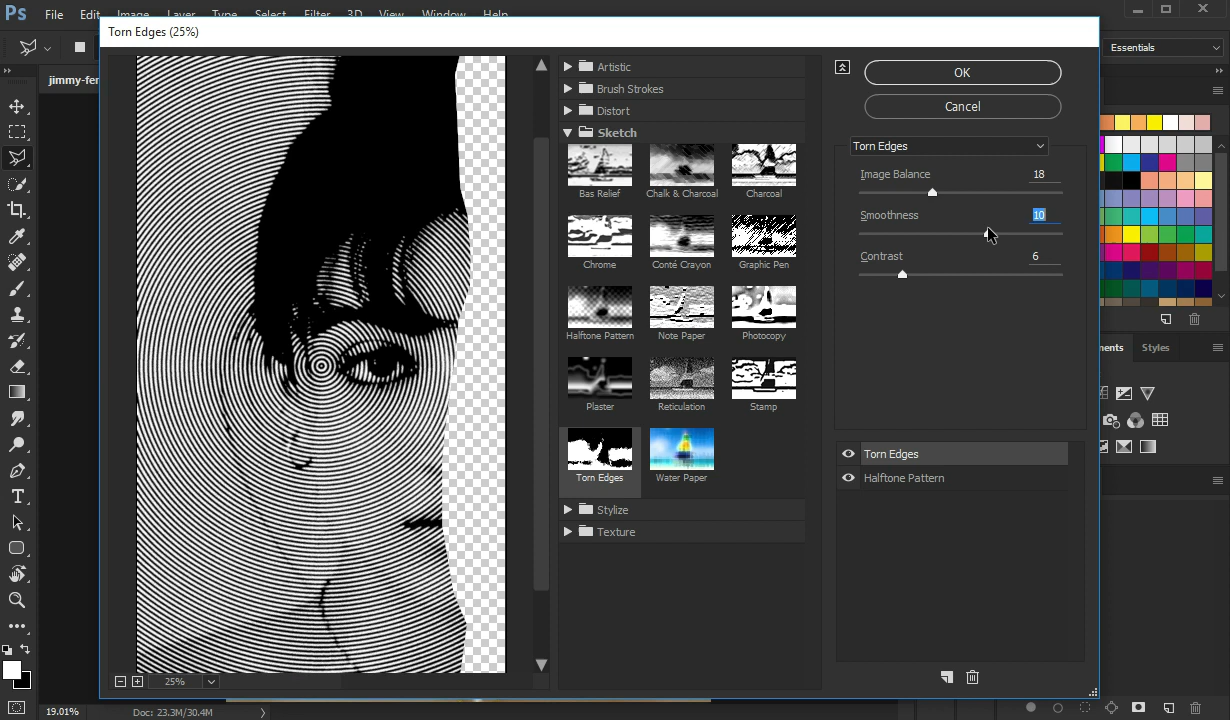 Ps File Edit Image Layer Type Select Filter 3D View Window Help
Torn Edges (25%)
Essentials
jimmy-fer
Artistic
Brush Strokes
Distort
Sketch
Bas Relief Chalk & Charcoal Charcoal
Chrome Conté Crayon Graphic Pen
Halftone Pattern Note Paper Photocopy
Plaster Reticulation Stamp
Torn Edges Water Paper
Stylize
Texture
OK
Cancel
Torn Edges
Image Balance 18
Smoothness 10
Contrast 6
Torn Edges
Halftone Pattern
ments Styles
25%
19.01% Doc: 23.3M/30.4M